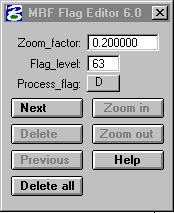 MRF Flag Editor 6.0
Zoom_factor: 0.200000
Flag_level: 63
Process_flag: D
Next Zoom in
Delete Zoom out
Previous Help
Delete all